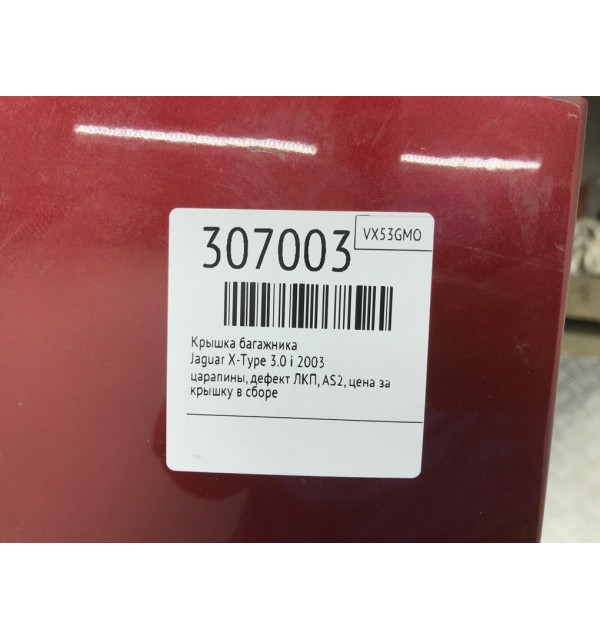 307003
VX53GMO
Крышка багажника
Jaguar X-Type 3.0 i 2003
царапины, дефект ЛКП, AS2, цена за
крышку в сборе